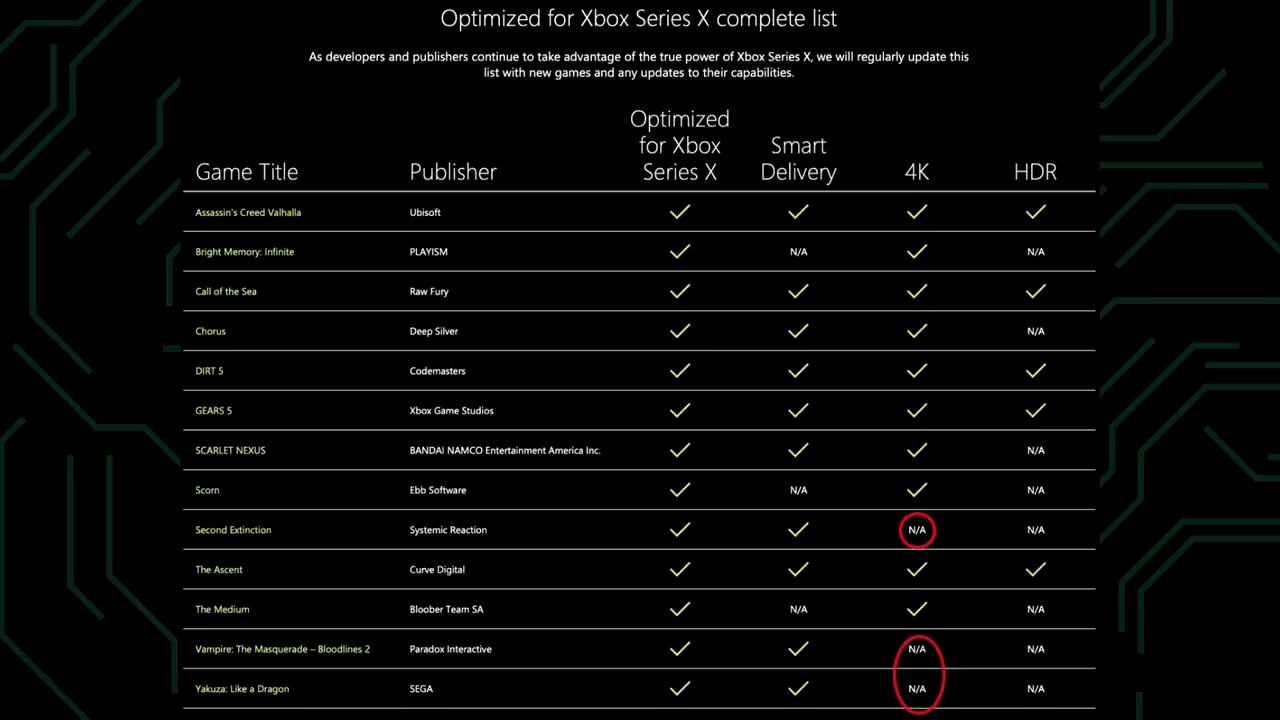 Optimized for Xbox Series X complete list
As developers and publishers continue to take advantage of the true power of Xbox Series X, we will regularly update this
list with new games and any updates to their capabilities.
Game Title Publisher Optimized for Xbox Series X Smart Delivery 4K HDR
Assassin's Creed Valhalla Ubisoft
Bright Memory: Infinite PLAYISM N/A N/A
Call of the Sea Raw Fury
Chorus Deep Silver N/A
DIRT 5 Codemasters
GEARS 5 Xbox Game Studios
SCARLET NEXUS BANDAI NAMCO Entertainment America Inc. N/A
Scorn Ebb Software N/A N/A
Second Extinction Systemic Reaction N/A N/A
The Ascent Curve Digital
The Medium Bloober Team SA N/A N/A
Vampire: The Masquerade – Bloodlines 2 Paradox Interactive N/A N/A
Yakuza: Like a Dragon SEGA N/A N/A